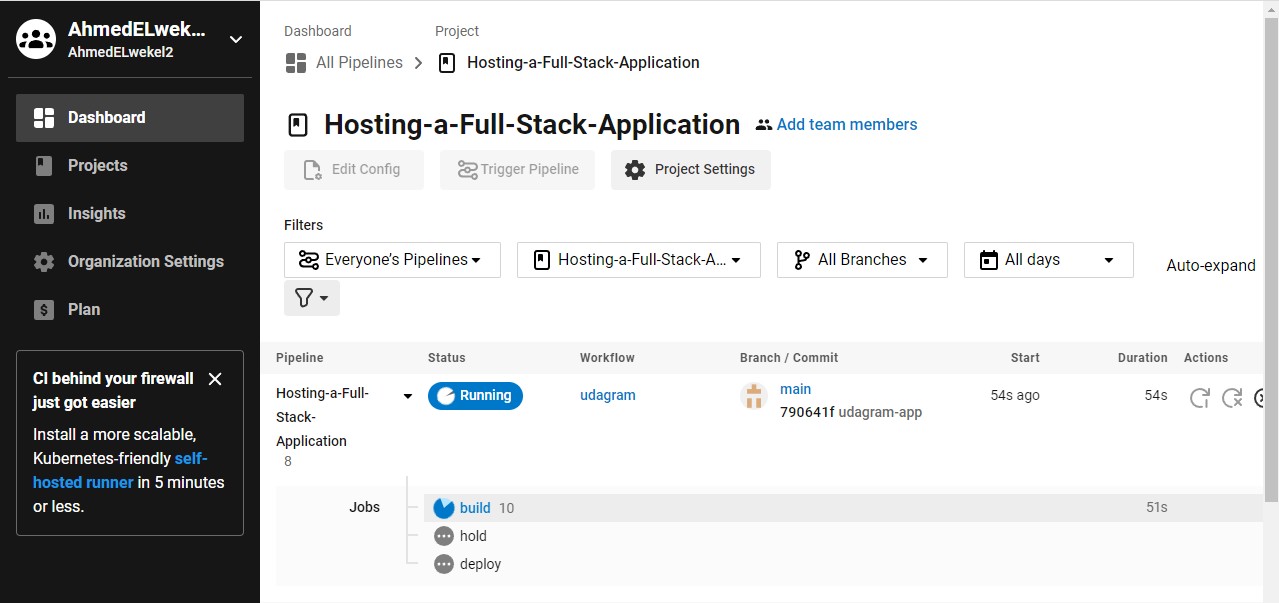 AhmedELwek...
AhmedELwekel2
Dashboard
Projects
Insights
Organization Settings
Plan
CI behind your firewall
just got easier
Install a more scalable,
Kubernetes-friendly self-
hosted runner in 5 minutes
or less.
Dashboard Project
All Pipelines Hosting-a-Full-Stack-Application
Hosting-a-Full-Stack-Application Add team members
Edit Config Trigger Pipeline Project Settings
Filters
Everyone's Pipelines Hosting-a-Full-Stack-A... All Branches All days Auto-expand
Pipeline Status Workflow Branch / Commit Start Duration Actions
Hosting-a-Full- Running udagram main 54s ago 54s
Stack- 790641f udagram-app
Application
8
Jobs build 10 51s
hold
deploy